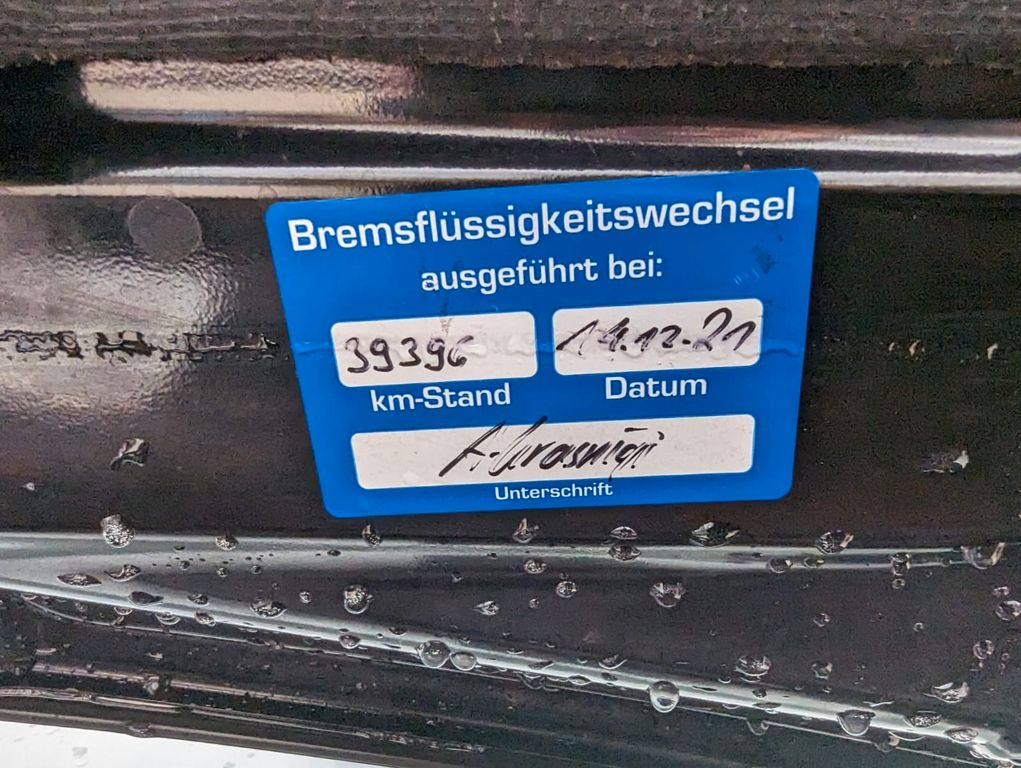 Bremsflüssigkeitswechsel
ausgeführt bei:
39396 14.12.21
km-Stand Datum
Unterschrift